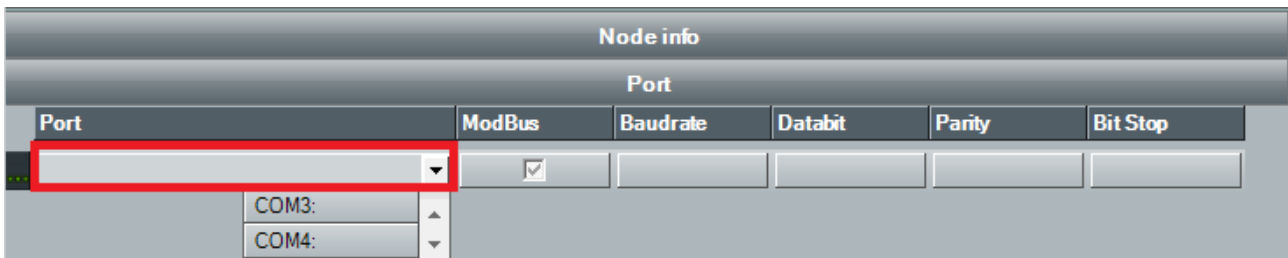 Node info
Port
Port ModBus Baudrate Databit Parity Bit Stop
COM3:
COM4: